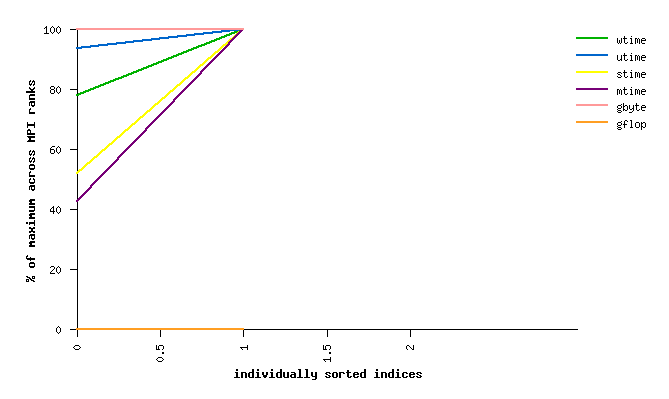 100
80
60
40
20
0
% of maximum across MPI ranks
0
0.5
1
1.5
2
individually sorted indices
wtime
utime
stime
mtime
gbyte
gflop